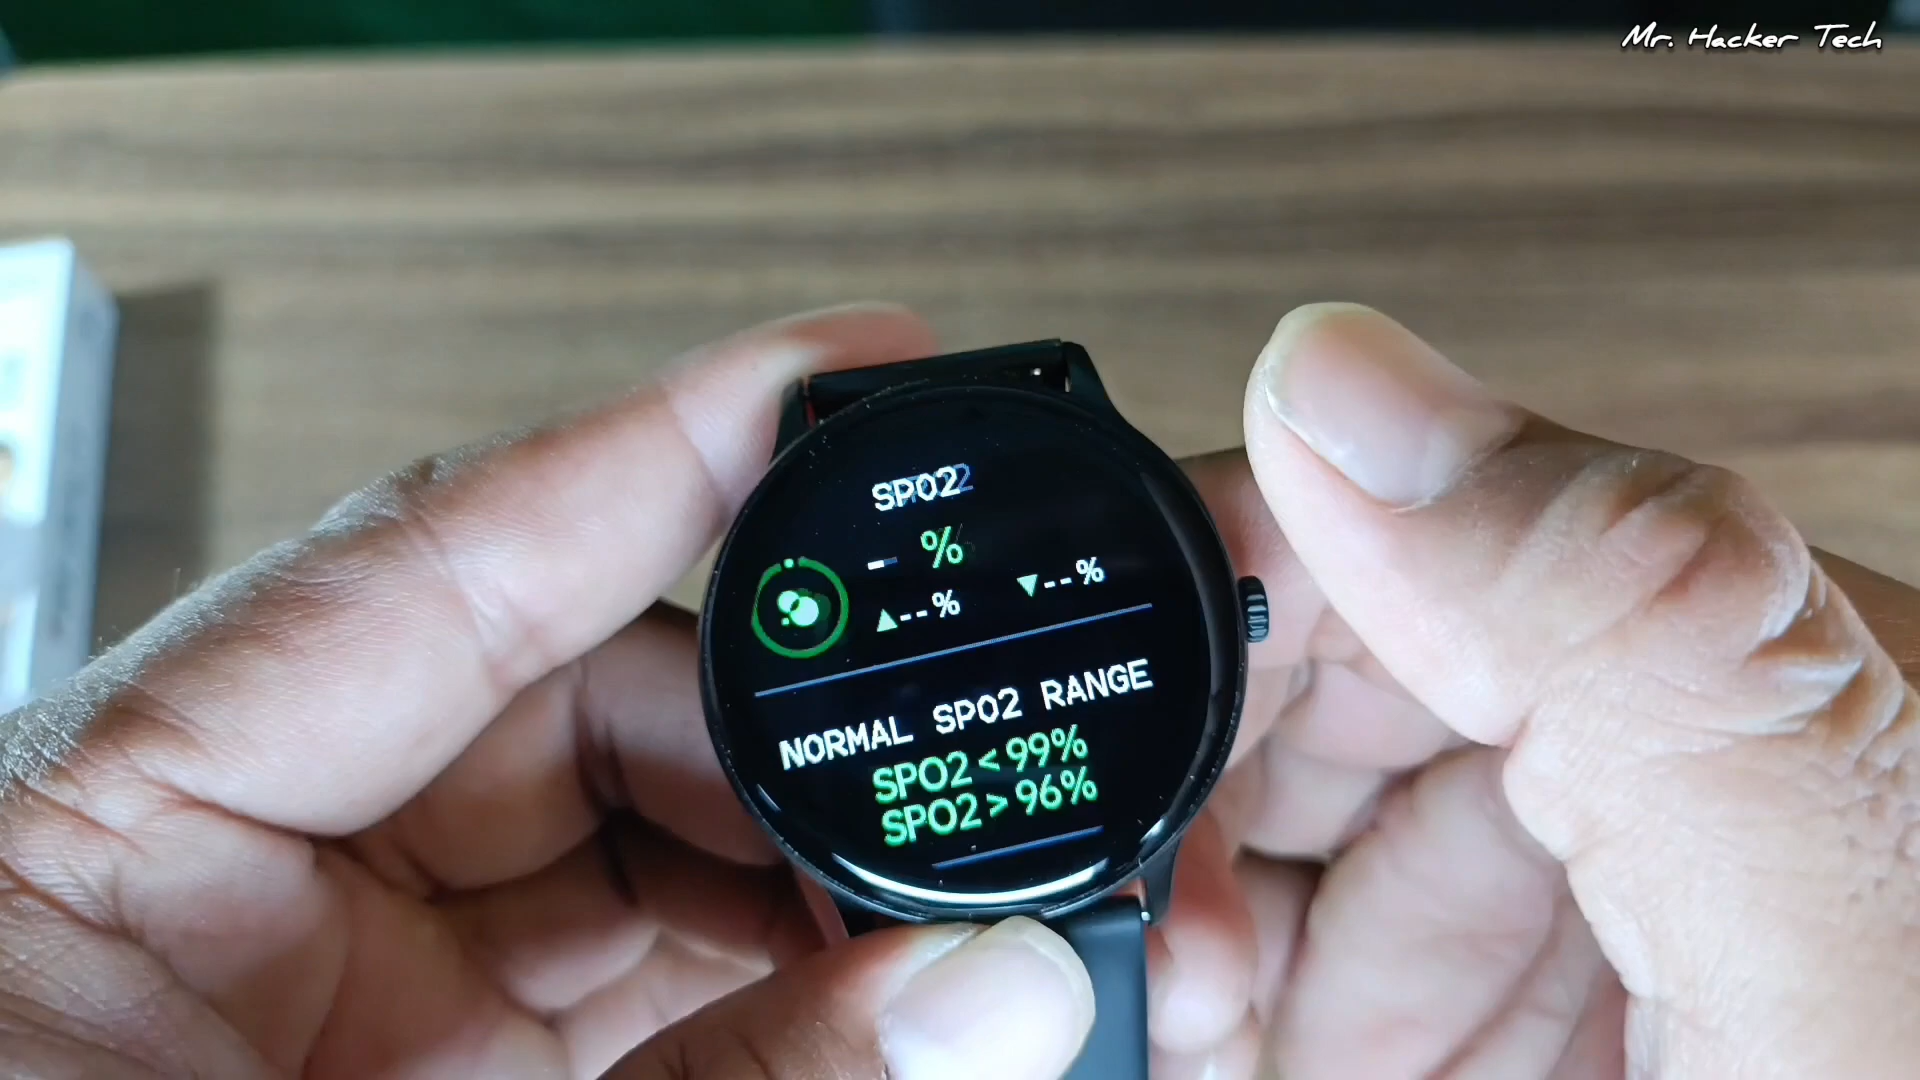 Mr. Hacker Tech
SPO2
- %
▲--% ▼--%
NORMAL SPO2 RANGE
SPO2 < 99%
SPO2 > 96%